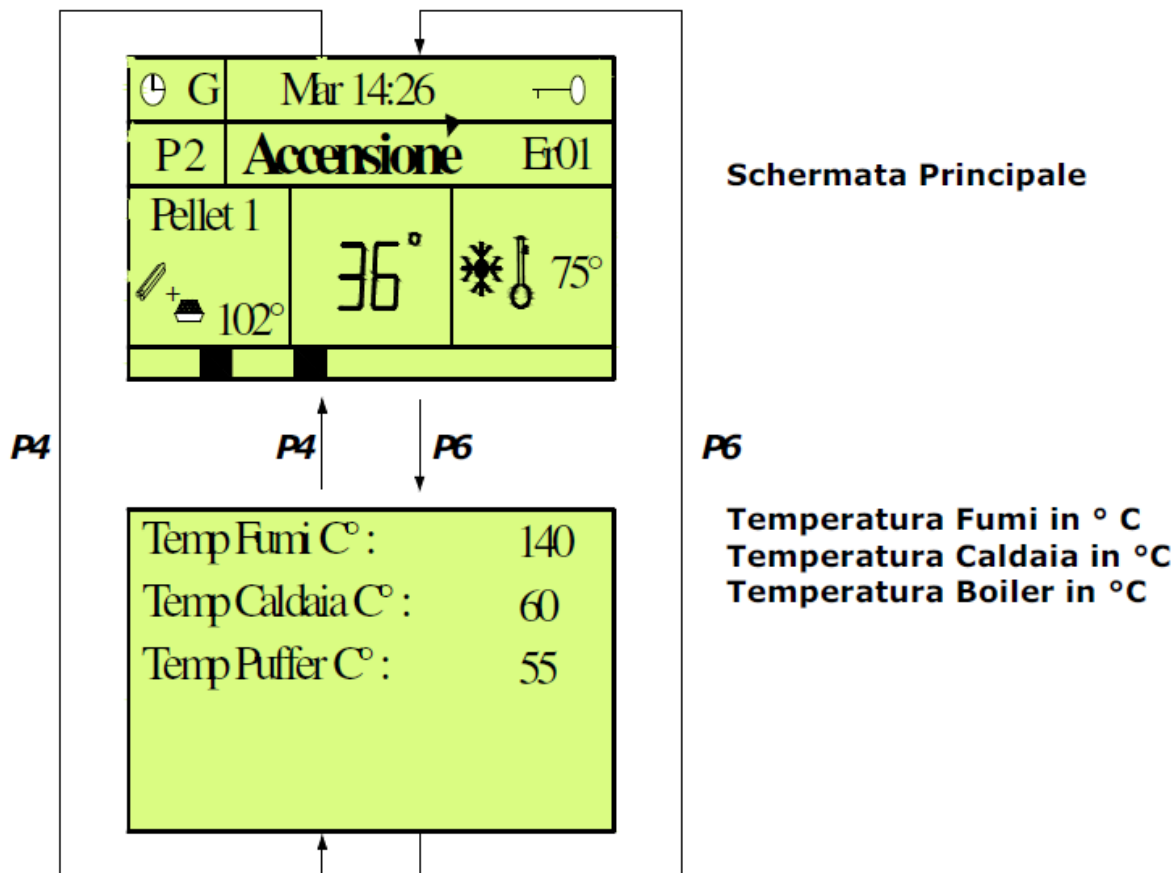 G Mar 14:26
P2 Accensione Er01
Schermata Principale
Pellet 1
+ 102°
36°
75°
P4 P4 P6 P6
Temp Fumi C° : 140
Temp Caldaia C° : 60
Temp Puffer C° : 55
Temperatura Fumi in ° C
Temperatura Caldaia in °C
Temperatura Boiler in °C